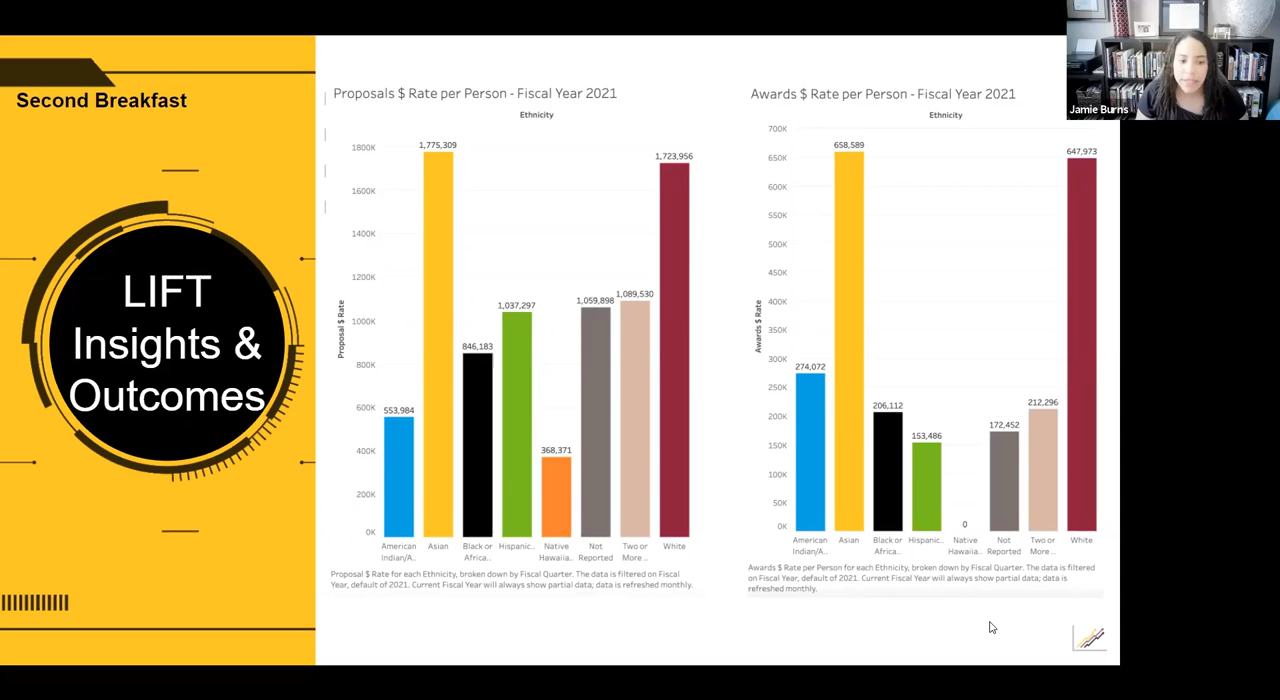 Second Breakfast
LIFT
Insights &
Outcomes
Proposals $ Rate per Person - Fiscal Year 2021
Ethnicity
Proposal $ Rate
1800K
1600K
1400K
1200K
1000K
800K
600K
400K
200K
0K
553,984
1,775,309
846,183
1,037,297
368,371
1,059,898
1,089,530
1,723,956
American
Indian/A..
Asian
Black or
Africa..
Hispanic..
Native
Hawaiia..
Not
Reported
Two or
More ..
White
Proposal $ Rate for each Ethnicity, broken down by Fiscal Quarter. The data is filtered on Fiscal
Year, default of 2021. Current Fiscal Year will always show partial data; data is refreshed monthly.
Awards $ Rate per Person - Fiscal Year 2021
Ethnicity
Awards $ Rate
700K
650K
600K
550K
500K
450K
400K
350K
300K
250K
200K
150K
100K
50K
0K
274,072
658,589
206,112
153,486
0
172,452
212,296
647,973
American
Indian/A..
Asian
Black or
Africa..
Hispanic..
Native
Hawaiia..
Not
Reported
Two or
More ..
White
Awards $ Rate per Person for each Ethnicity, broken down by Fiscal Quarter. The data is filtered
on Fiscal Year, default of 2021. Current Fiscal Year will always show partial data; data is
refreshed monthly.
Jamie Burns